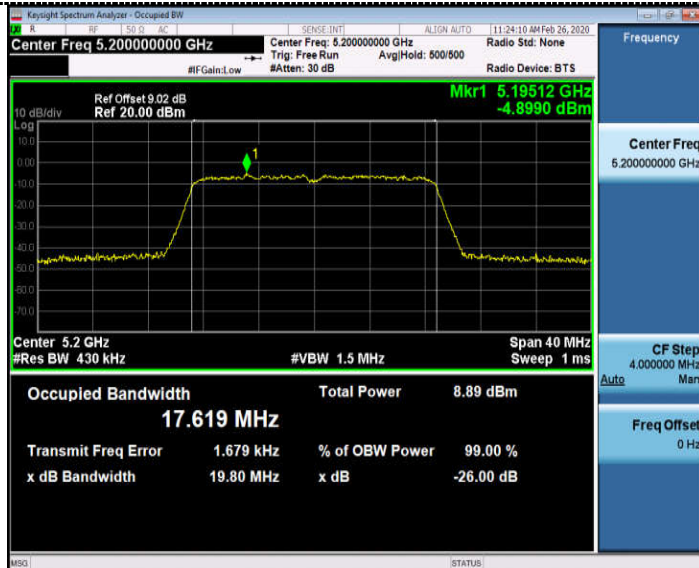 Keysight Spectrum Analyzer - Occupied BW
R RF 50 Ω AC SENSE:INT ALIGN AUTO 11:24:10 AM Feb 26, 2020
Center Freq 5.200000000 GHz
Center Freq: 5.200000000 GHz
Radio Std: None
Trig: Free Run Avg|Hold: 500/500
#IFGain:Low
#Atten: 30 dB
Radio Device: BTS
Frequency
Ref Offset 9.02 dB
Mkr1 5.19512 GHz
10 dB/div Ref 20.00 dBm
-4.8990 dBm
Log
10.0
0.00
-10.0
-20.0
-30.0
-40.0
-50.0
-60.0
-70.0
1
Center 5.2 GHz
Span 40 MHz
#Res BW 430 kHz
#VBW 1.5 MHz
Sweep 1 ms
Center Freq
5.200000000 GHz
CF Step
4.000000 MHz
Auto Man
Freq Offset
0 Hz
Occupied Bandwidth
17.619 MHz
Total Power 8.89 dBm
Transmit Freq Error 1.679 kHz
% of OBW Power 99.00 %
x dB Bandwidth 19.80 MHz
x dB -26.00 dB
MSG
STATUS